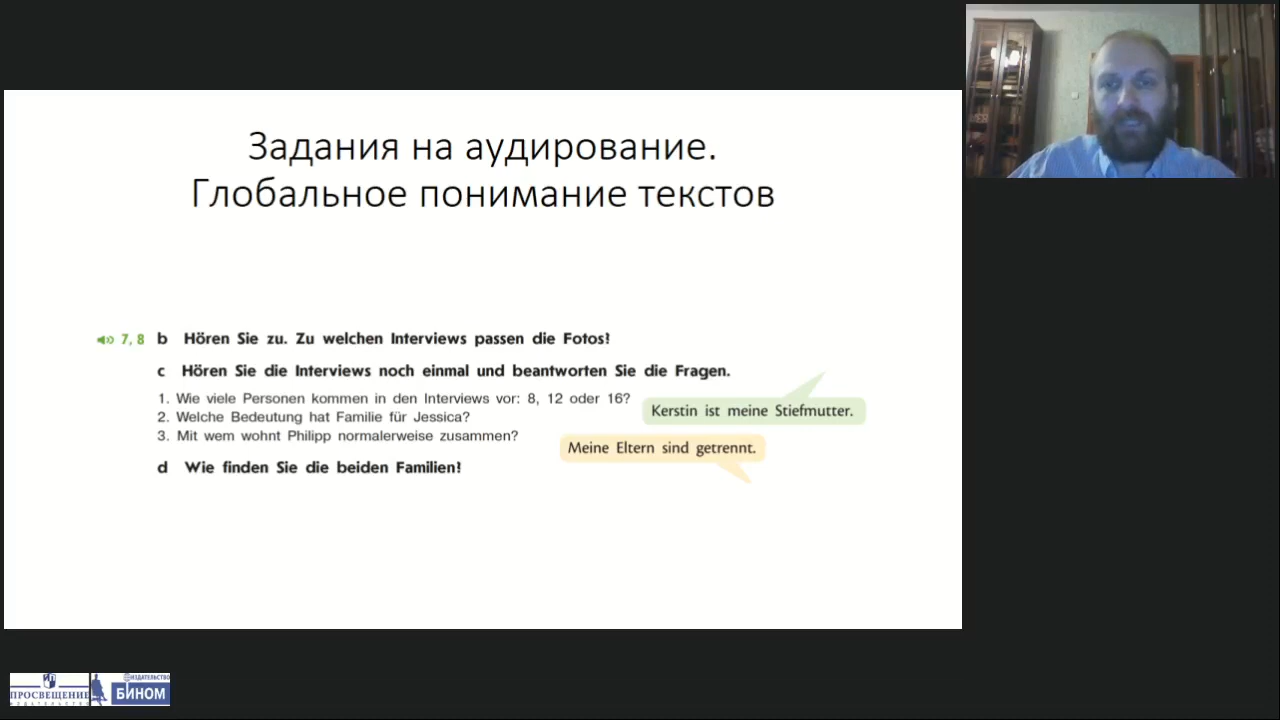 Задания на аудирование.
Глобальное понимание текстов
7, 8 b Hören Sie zu. Zu welchen Interviews passen die Fotos?
c Hören Sie die Interviews noch einmal und beantworten Sie die Fragen.
1. Wie viele Personen kommen in den Interviews vor: 8, 12 oder 16?
2. Welche Bedeutung hat Familie für Jessica?
3. Mit wem wohnt Philipp normalerweise zusammen?
Kerstin ist meine Stiefmutter.
Meine Eltern sind getrennt.
d Wie finden Sie die beiden Familien?
ПРОСВЕЩЕНИЕ
ИЗДАТЕЛЬСТВО
ИЗДАТЕЛЬСТВО
БИНОМ